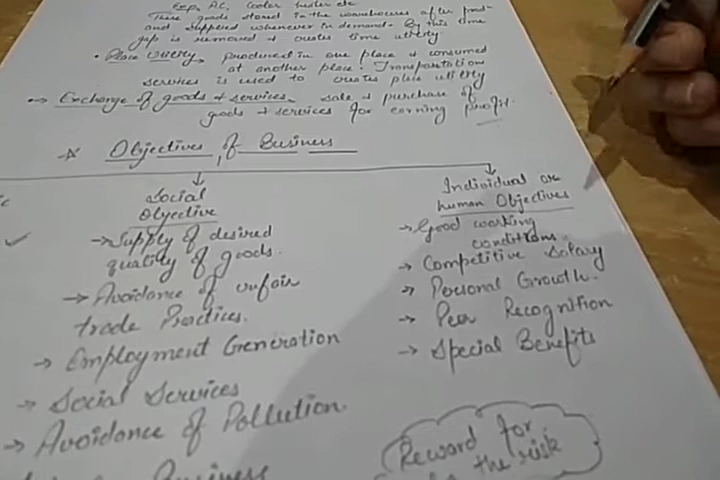 Exp, AC, Cooler heater etc
These goods stored in the warehouses after
and supplied whenever in demand. By this time
gap is removed & creates time utility
• Place Utility → produced in one place & consumed
at another place. Transportation
services is used to creates place utility
→ Exchange of goods & services. sale & purchase of
goods & services for earning profit.
Objectives of Business
Social
Objective
→ Supply of desired
quality of goods.
→ Avoidance of unfair
trade Practices.
→ Employment Generation
→ Social Services
→ Avoidance of Pollution.
Business
Individual or
human Objectives
→ Good working
conditions.
→ Competitive Salary
→ Personal Growth.
→ Peer Recognition
→ Special Benefits
Reward for
the risk